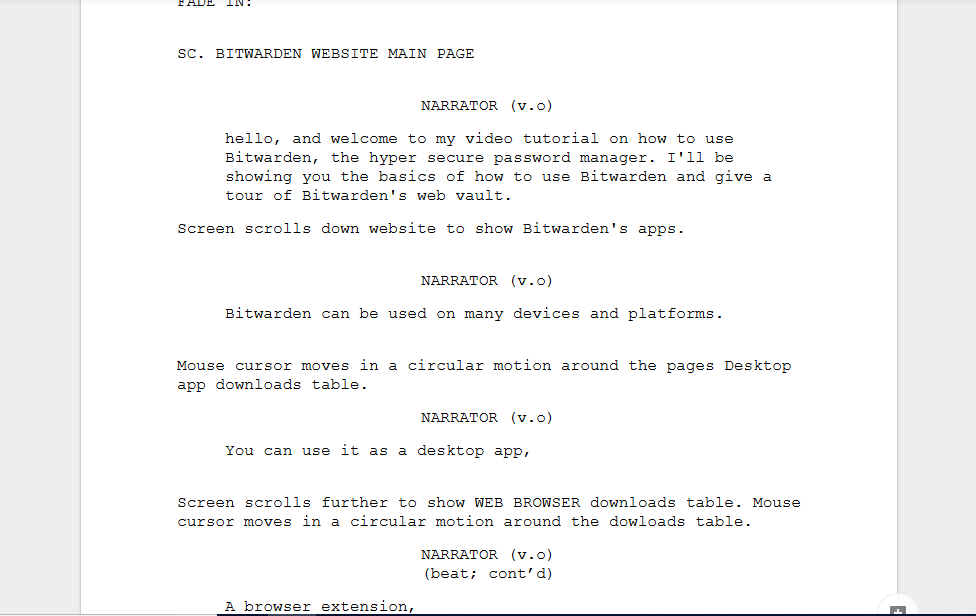 FADE IN:
SC. BITWARDEN WEBSITE MAIN PAGE
NARRATOR (v.o)
hello, and welcome to my video tutorial on how to use
Bitwarden, the hyper secure password manager. I'll be
showing you the basics of how to use Bitwarden and give a
tour of Bitwarden's web vault.
Screen scrolls down website to show Bitwarden's apps.
NARRATOR (v.o)
Bitwarden can be used on many devices and platforms.
Mouse cursor moves in a circular motion around the pages Desktop
app downloads table.
NARRATOR (v.o)
You can use it as a desktop app,
Screen scrolls further to show WEB BROWSER downloads table. Mouse
cursor moves in a circular motion around the dowloads table.
NARRATOR (v.o)
(beat; cont’d)
A browser extension,